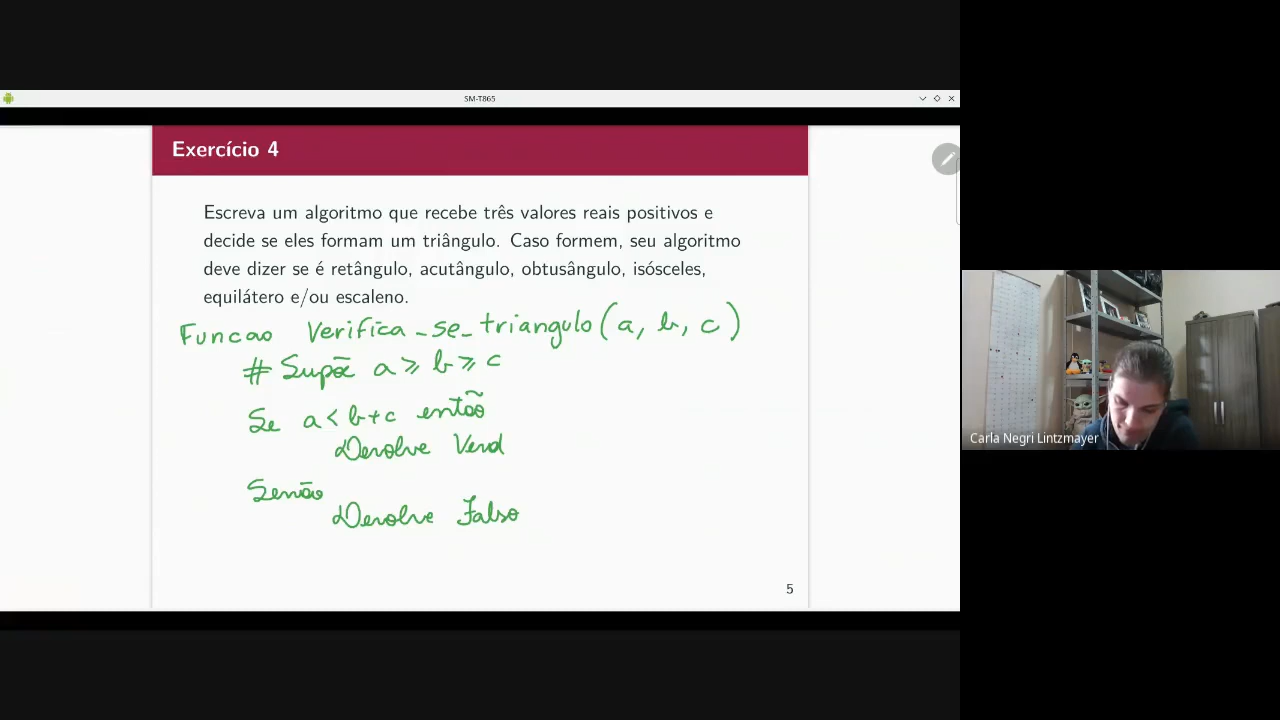 SM-T865
Exercício 4
Escreva um algoritmo que recebe três valores reais positivos e
decide se eles formam um triângulo. Caso formem, seu algoritmo
deve dizer se é retângulo, acutângulo, obtusângulo, isósceles,
equilátero e/ou escaleno.
Funcao Verifica_se_triangulo(a, b, c)
# Supõe a ≥ b ≥ c
Se a < b+c então
Devolve Verd
Senão
Devolve Falso
5
Carla Negri Lintzmayer